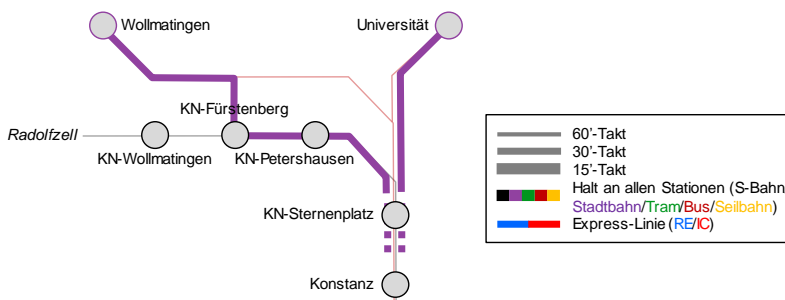 Wollmatingen
Universität
KN-Fürstenberg
Radolfzell
KN-Wollmatingen
KN-Petershausen
KN-Sternenplatz
Konstanz
60'-Takt
30'-Takt
15'-Takt
Halt an allen Stationen (S-Bahn
Stadtbahn/Tram/Bus/Seilbahn)
Express-Linie (RE/IC)